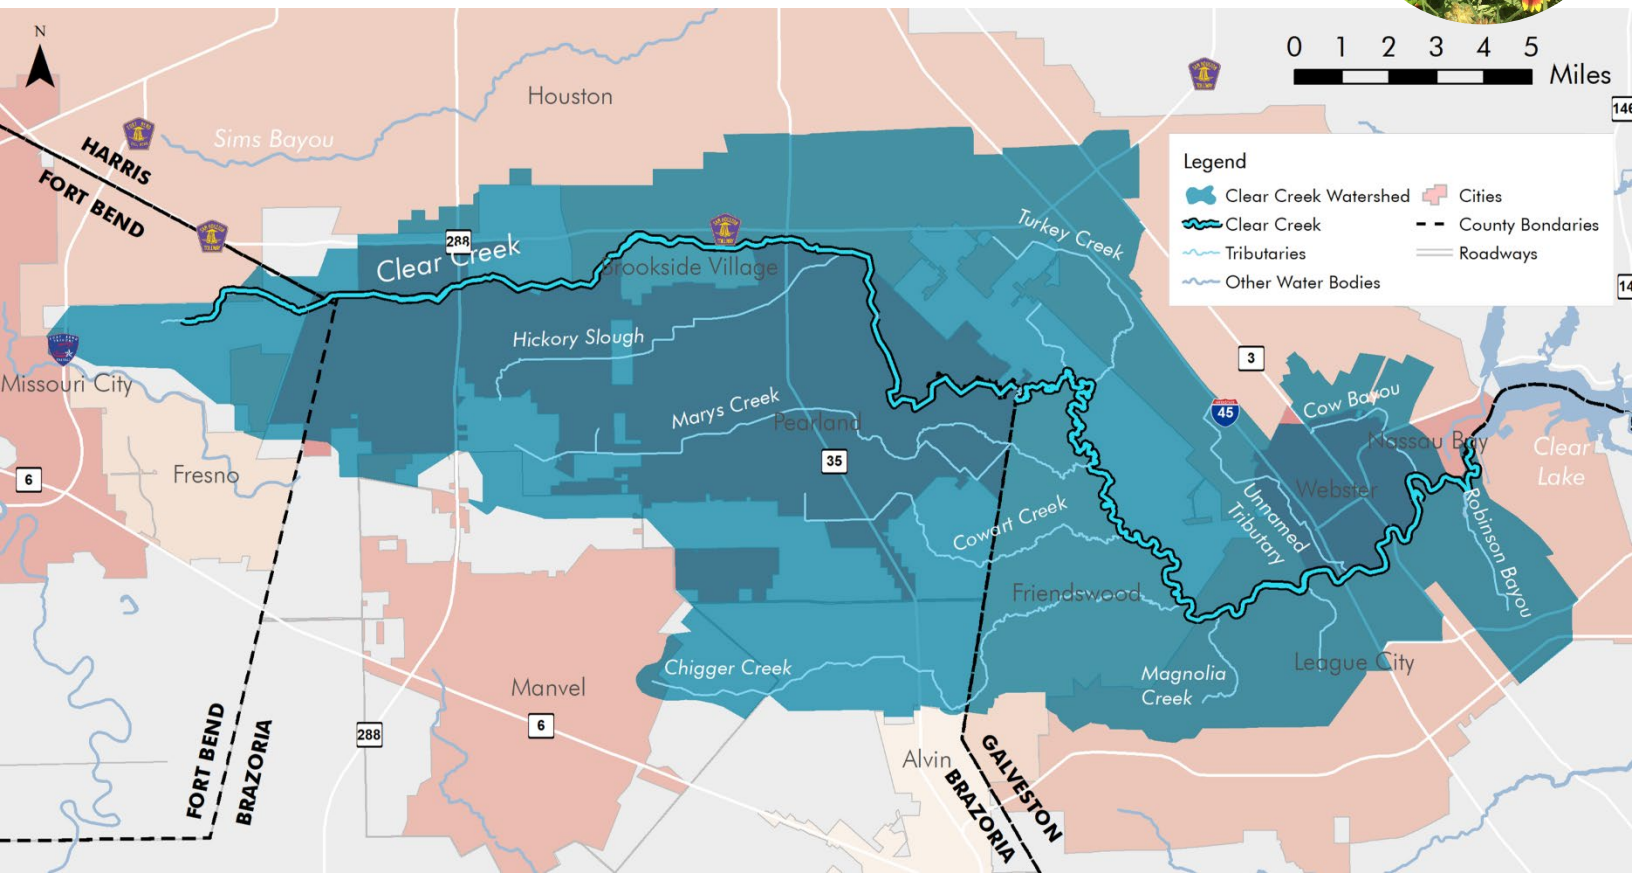 N
0 1 2 3 4 5 Miles
146
Houston
Sims Bayou
HARRIS
FORT BEND
Legend
Clear Creek Watershed
Cities
Clear Creek
County Bondaries
Tributaries
Roadways
Other Water Bodies
Turkey Creek
288
Clear Creek
Brookside Village
14
Hickory Slough
3
Missouri City
Marys Creek
Pearland
45
Cow Bayou
Nassau Bay
Clear
Lake
35
6
Fresno
Webster
Unnamed
Tributary
Robinson Bayou
Cowart Creek
Friendswood
Chigger Creek
Magnolia
Creek
League City
Manvel
6
288
FORT BEND
BRAZORIA
Alvin
GALVESTON
BRAZORIA